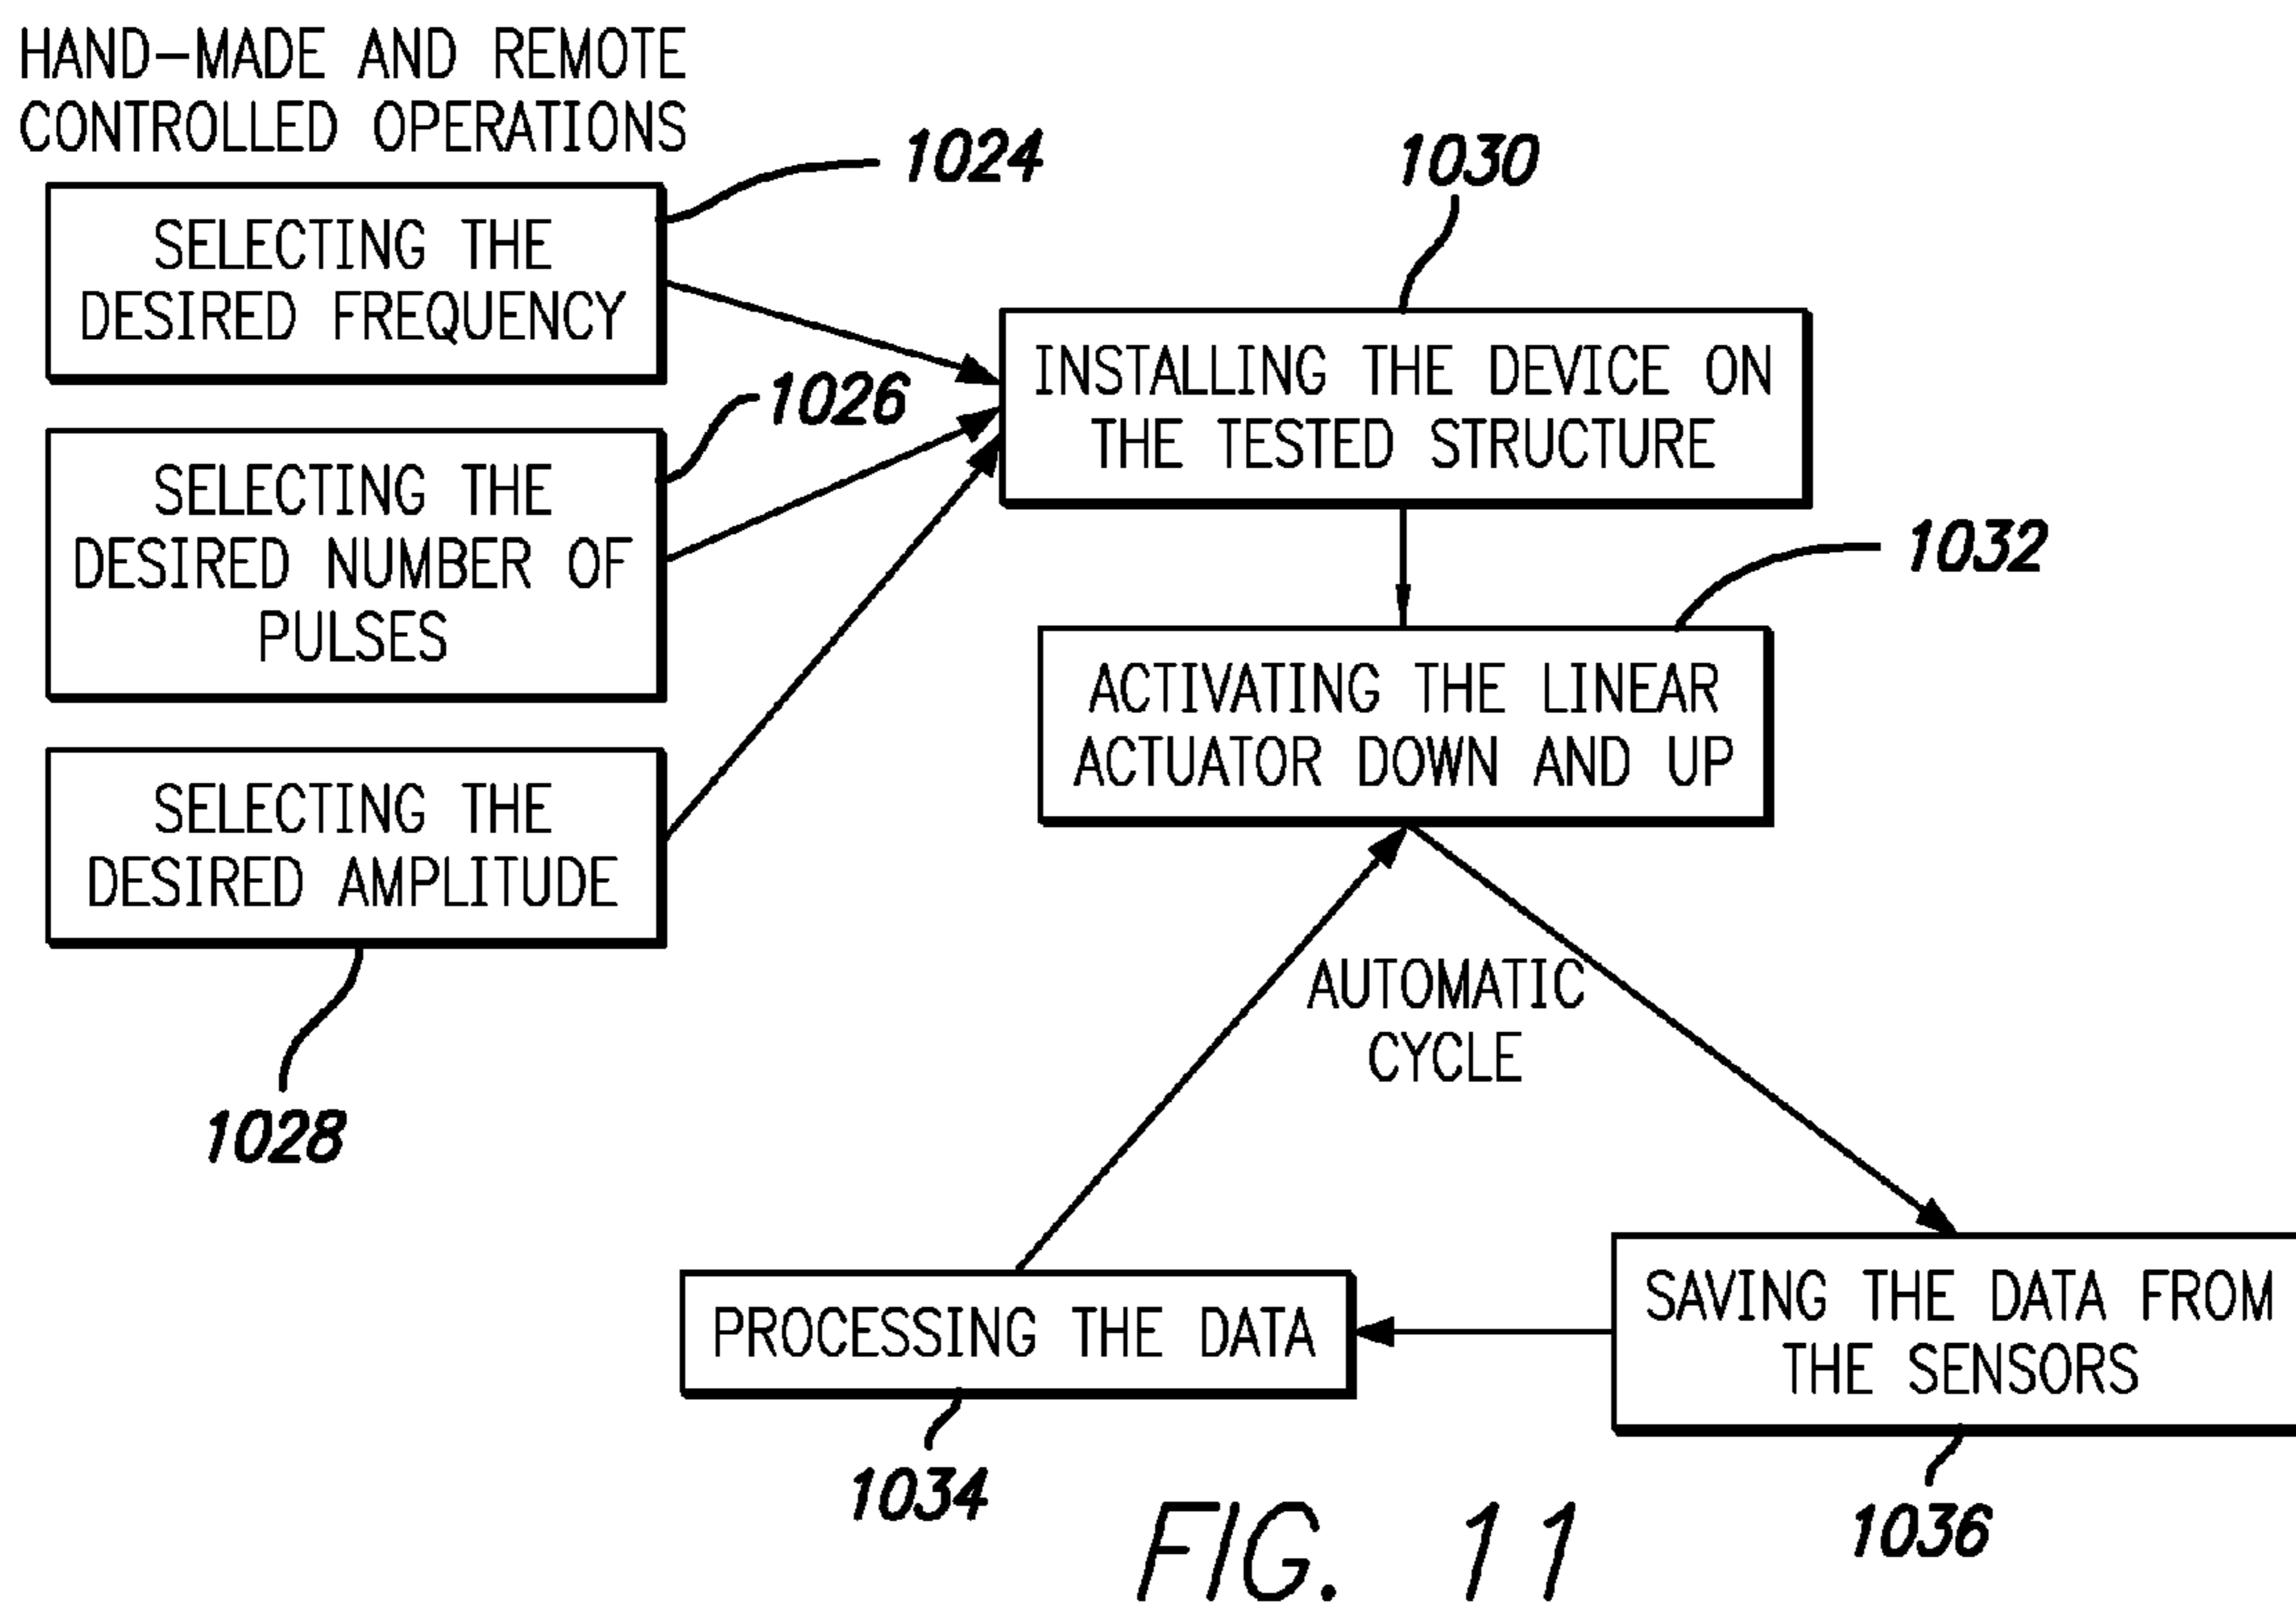 HAND-MADE AND REMOTE
CONTROLLED OPERATIONS
1024
SELECTING THE
DESIRED FREQUENCY
1026
SELECTING THE
DESIRED NUMBER OF
PULSES
SELECTING THE
DESIRED AMPLITUDE
1028
1030
INSTALLING THE DEVICE ON
THE TESTED STRUCTURE
1032
ACTIVATING THE LINEAR
ACTUATOR DOWN AND UP
AUTOMATIC
CYCLE
PROCESSING THE DATA
1034
SAVING THE DATA FROM
THE SENSORS
1036
FIG. 11